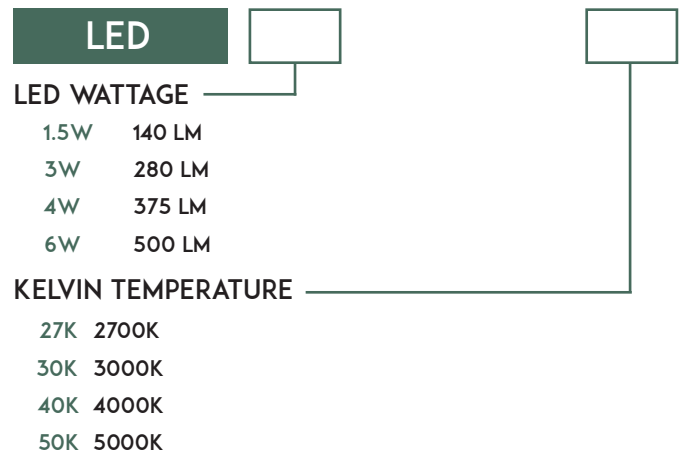 LED
LED WATTAGE
1.5W 140 LM
3W 280 LM
4W 375 LM
6W 500 LM
KELVIN TEMPERATURE
27K 2700K
30K 3000K
40K 4000K
50K 5000K